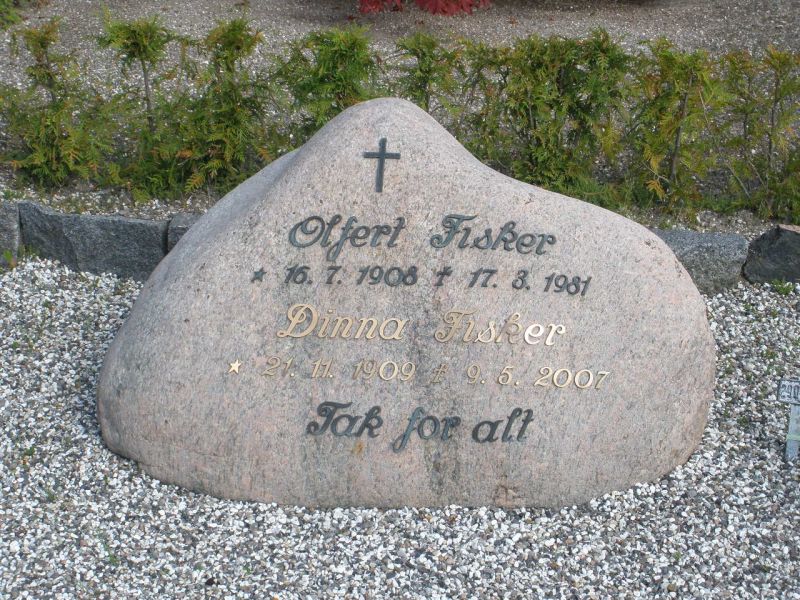 Olfert Fisker
★ 16. 7. 1908 ✝ 17. 3. 1981
Dinna Fisker
★ 21. 11. 1909 ✝ 9. 5. 2007
Tak for alt